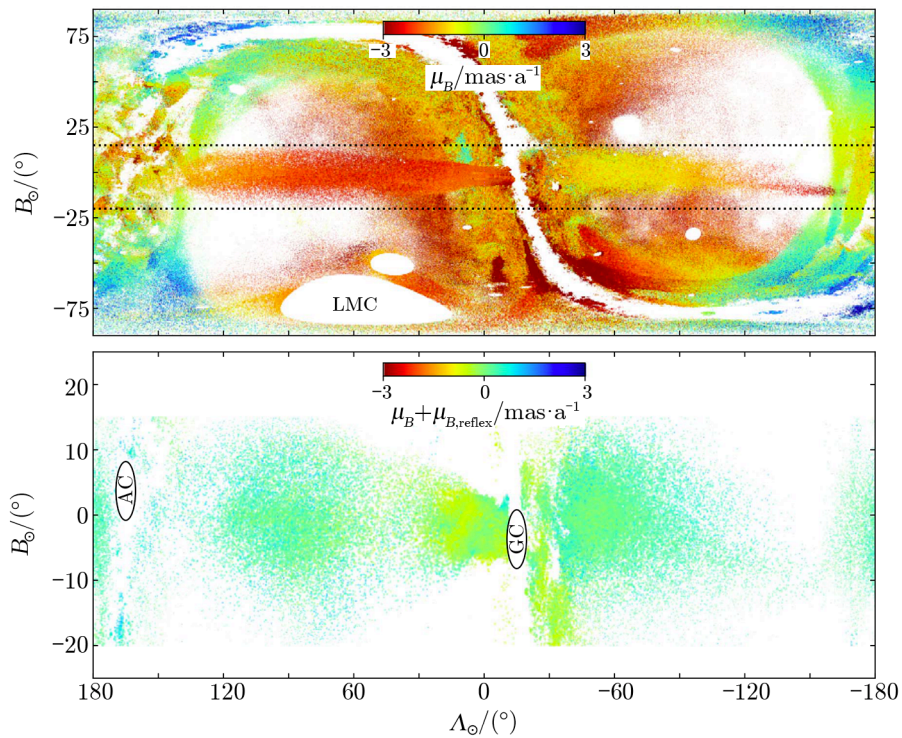 75
25
−25
−75
B⊙/(°)
−3 0 3
μB/mas·a⁻¹
LMC
20
10
0
−10
−20
B⊙/(°)
−3 0 3
μB+μB,reflex/mas·a⁻¹
AC
GC
180 120 60 0 −60 −120 −180
Λ⊙/(°)